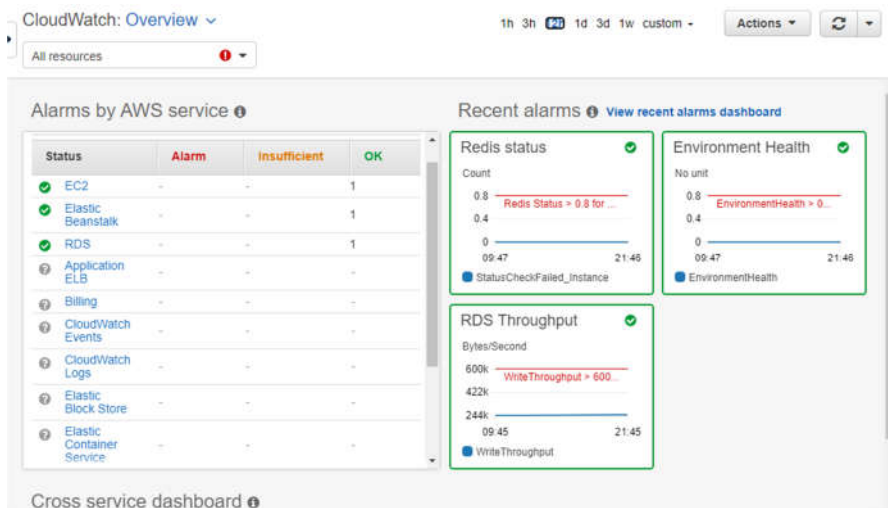 CloudWatch: Overview
1h 3h 12h 1d 3d 1w custom
Actions
All resources
Alarms by AWS service
Status Alarm Insufficient OK
EC2 - - 1
Elastic Beanstalk - - 1
RDS - - 1
Application ELB - - -
Billing - - -
CloudWatch Events - - -
CloudWatch Logs - - -
Elastic Block Store - - -
Elastic Container Service - - -
Recent alarms View recent alarms dashboard
Redis status
Count
0.8
Redis Status > 0.8 for ...
0.4
0
09:47 21:46
StatusCheckFailed_Instance
Environment Health
No unit
0.8
EnvironmentHealth > 0...
0.4
0
09:47 21:46
EnvironmentHealth
RDS Throughput
Bytes/Second
600k
WriteThroughput > 600...
422k
244k
09:45 21:45
WriteThroughput
Cross service dashboard